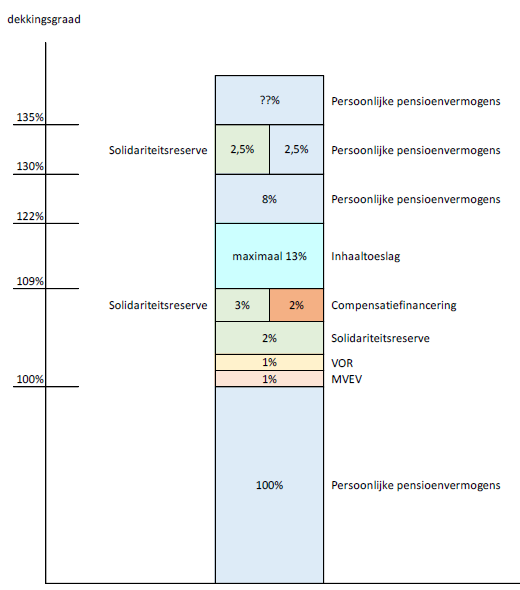 dekkingsgraad
??% Persoonlijke pensioenvermogens
135%
Solidariteitsreserve 2,5% 2,5% Persoonlijke pensioenvermogens
130%
8% Persoonlijke pensioenvermogens
122%
maximaal 13% Inhaaltoeslag
109%
Solidariteitsreserve 3% 2% Compensatiefinancering
2% Solidariteitsreserve
1% VOR
100% 1% MVEV
100% Persoonlijke pensioenvermogens